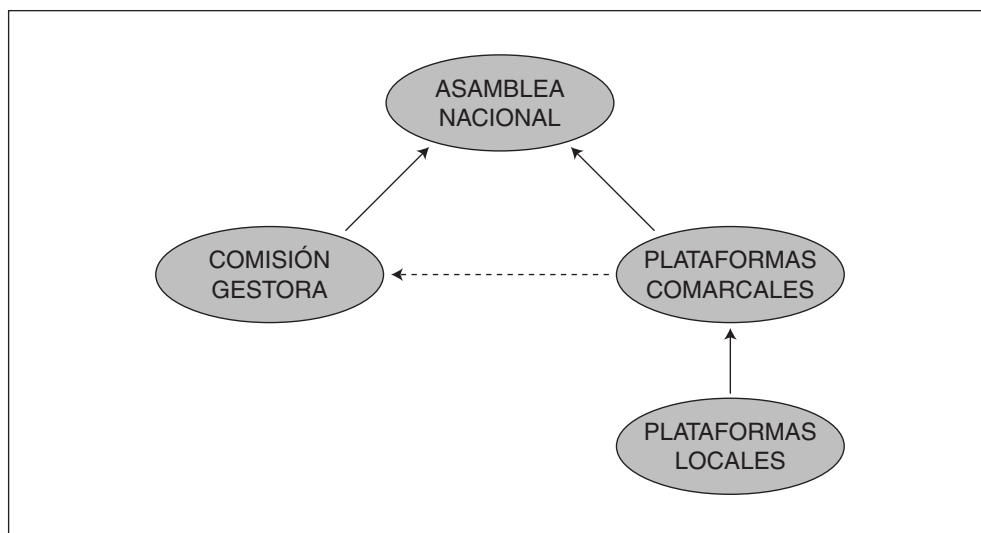 ASAMBLEA
NACIONAL
COMISIÓN
GESTORA
PLATAFORMAS
COMARCALES
PLATAFORMAS
LOCALES